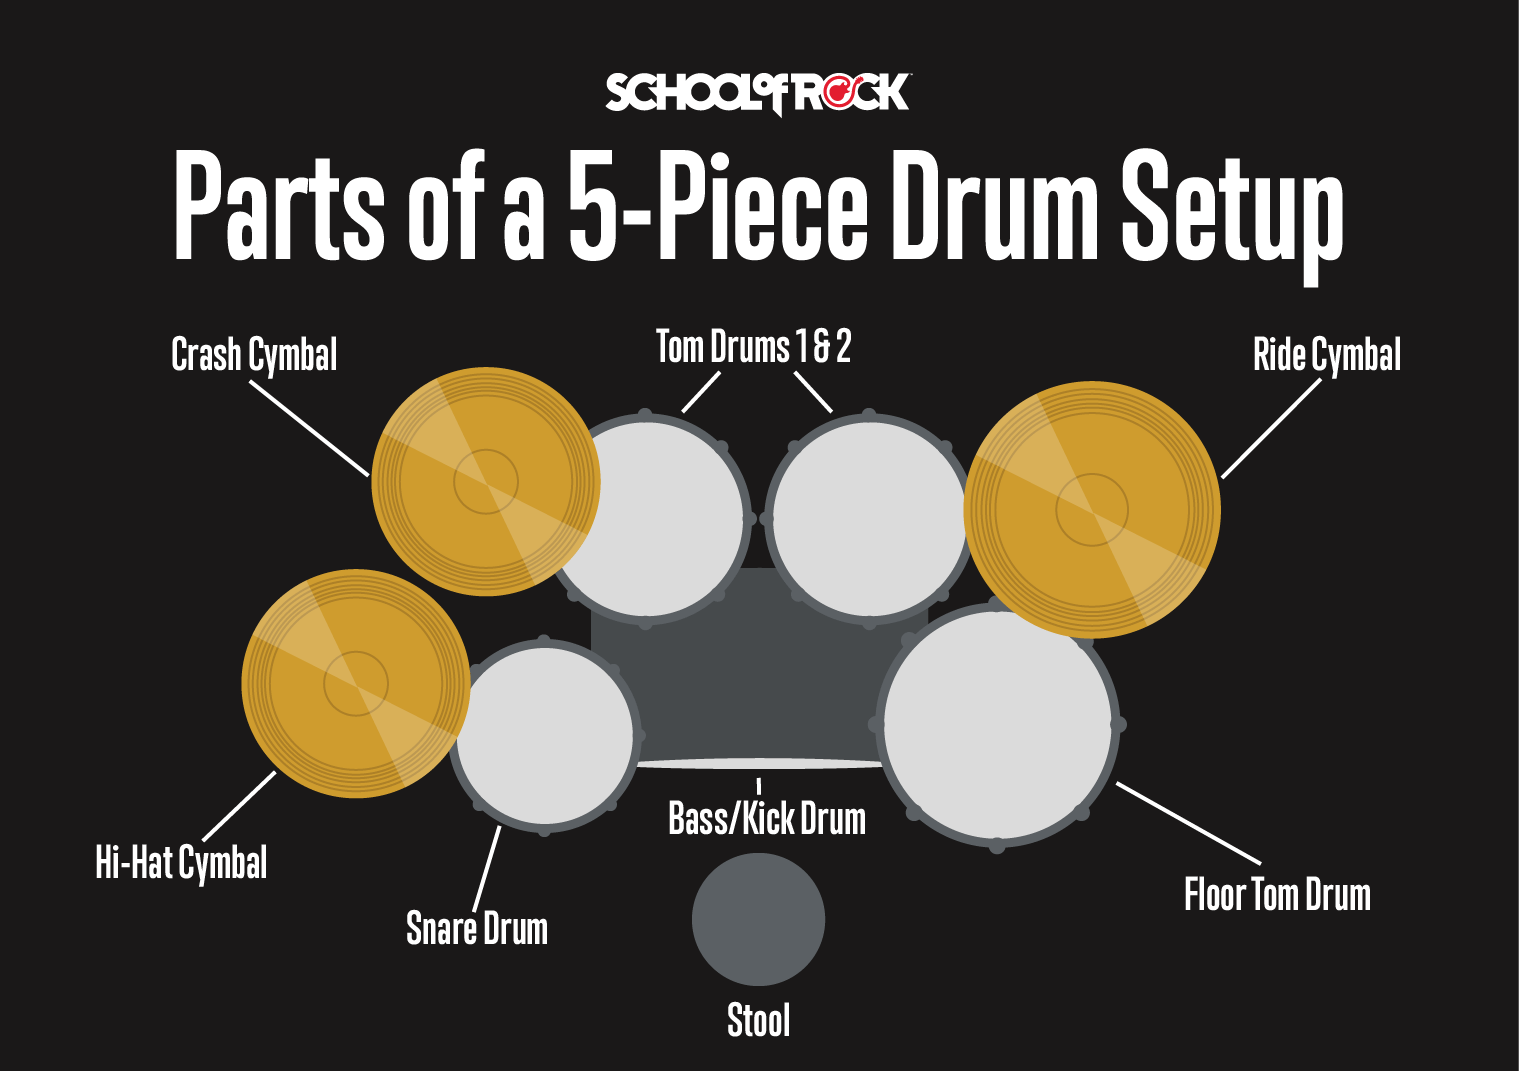 SCHOOL of ROCK™
Parts of a 5-Piece Drum Setup
Crash Cymbal
Tom Drums 1 & 2
Ride Cymbal
Bass/Kick Drum
Hi-Hat Cymbal
Floor Tom Drum
Snare Drum
Stool